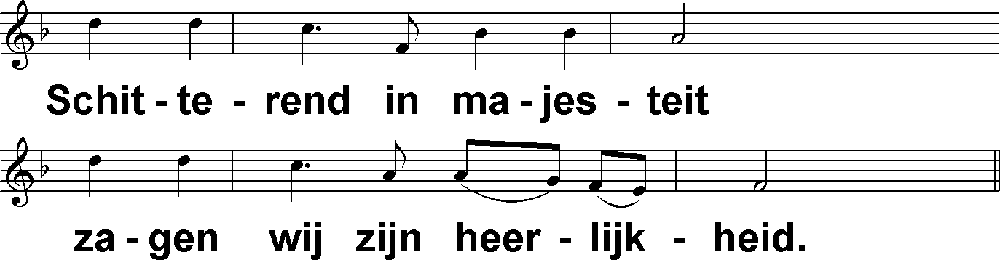 Schit - te - rend in ma - jes - teit
za - gen wij zijn heer - lijk - heid.